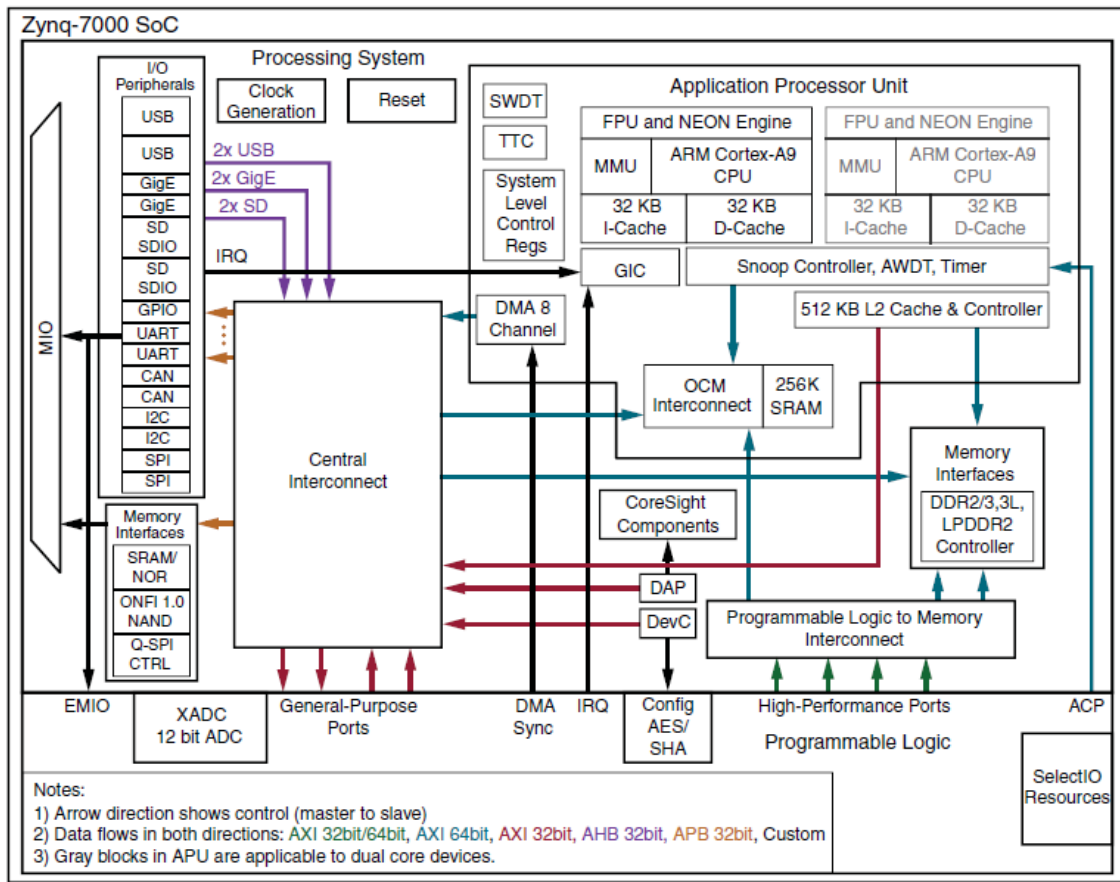 Zynq-7000 SoC
Processing System
I/O
Peripherals
USB
USB
GigE
GigE
SD
SDIO
SD
SDIO
GPIO
UART
UART
CAN
CAN
I2C
I2C
SPI
SPI
MIO
Clock
Generation
Reset
2x USB
2x GigE
2x SD
IRQ
Application Processor Unit
SWDT
TTC
System
Level
Control
Regs
FPU and NEON Engine
MMU
ARM Cortex-A9
CPU
32 KB
I-Cache
32 KB
D-Cache
FPU and NEON Engine
MMU
ARM Cortex-A9
CPU
32 KB
I-Cache
32 KB
D-Cache
GIC
Snoop Controller, AWDT, Timer
DMA 8
Channel
512 KB L2 Cache & Controller
OCM
Interconnect
256K
SRAM
Central
Interconnect
Memory
Interfaces
DDR2/3,3L,
LPDDR2
Controller
CoreSight
Components
DAP
DevC
Programmable Logic to Memory
Interconnect
Memory
Interfaces
SRAM/
NOR
ONFI 1.0
NAND
Q-SPI
CTRL
EMIO
XADC
12 bit ADC
General-Purpose
Ports
DMA
Sync
IRQ
Config
AES/
SHA
High-Performance Ports
ACP
Programmable Logic
SelectIO
Resources
Notes:
1) Arrow direction shows control (master to slave)
2) Data flows in both directions: AXI 32bit/64bit, AXI 64bit, AXI 32bit, AHB 32bit, APB 32bit, Custom
3) Gray blocks in APU are applicable to dual core devices.